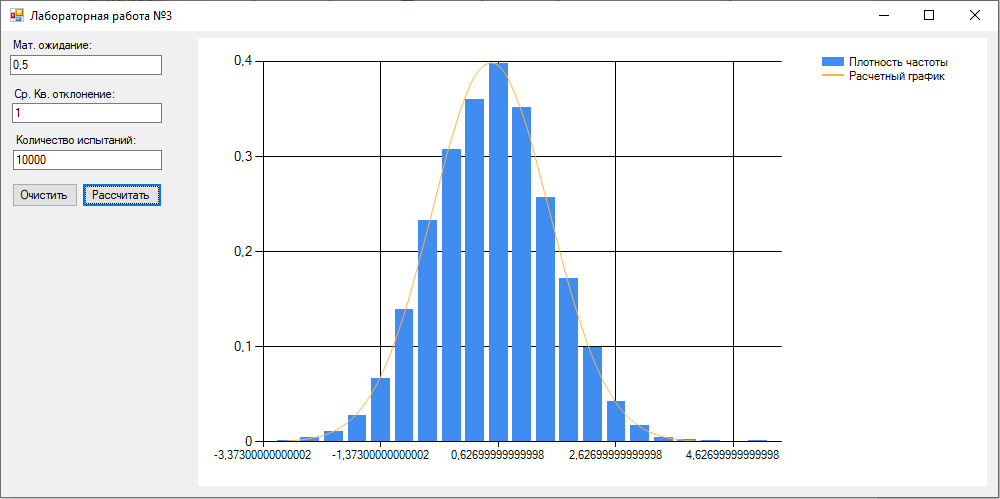 Лабораторная работа №3
Мат. ожидание:
0,5
Ср. Кв. отклонение:
1
Количество испытаний:
10000
Очистить Рассчитать
0,4
0,3
0,2
0,1
0
-3,37300000000002 -1,37300000000002 0,62699999999998 2,62699999999998 4,62699999999998
Плотность частоты
Расчетный график